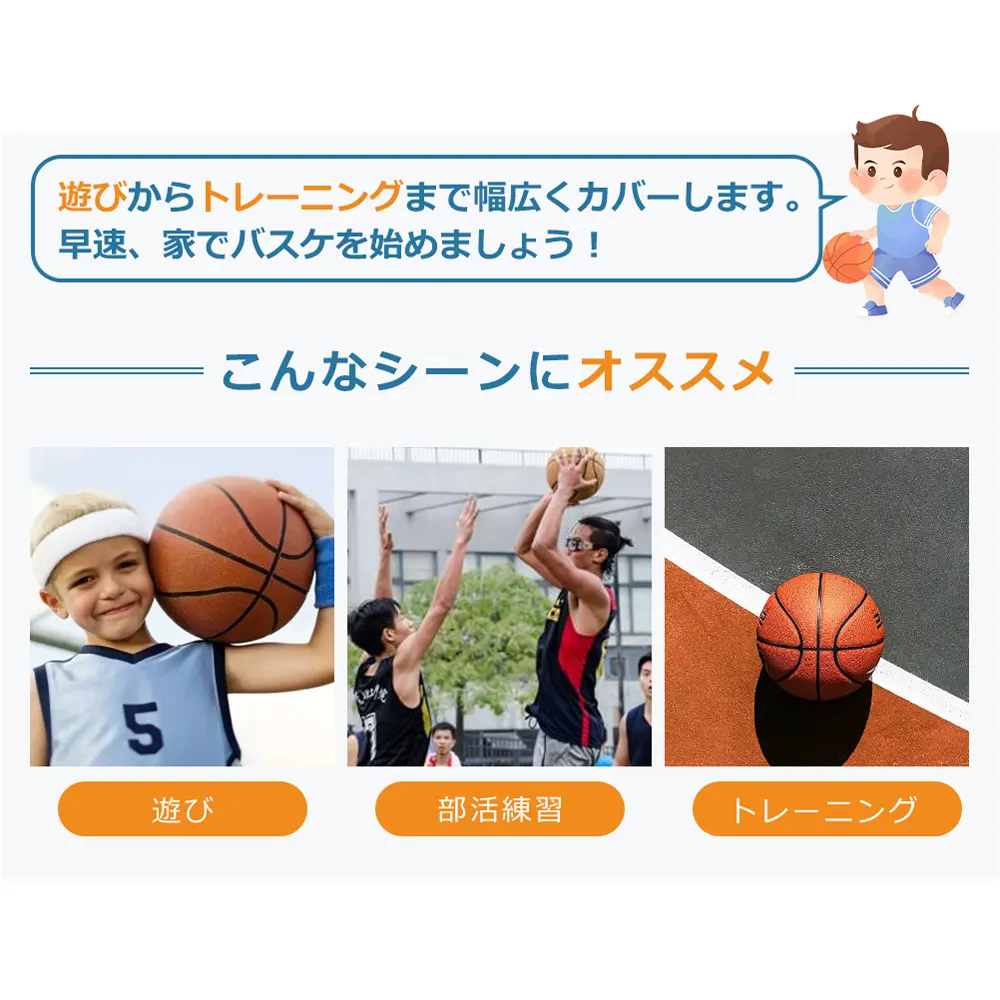 遊びからトレーニングまで幅広くカバーします。
早速、家でバスケを始めましょう！
こんなシーンにオススメ
5
遊び
部活練習
トレーニング